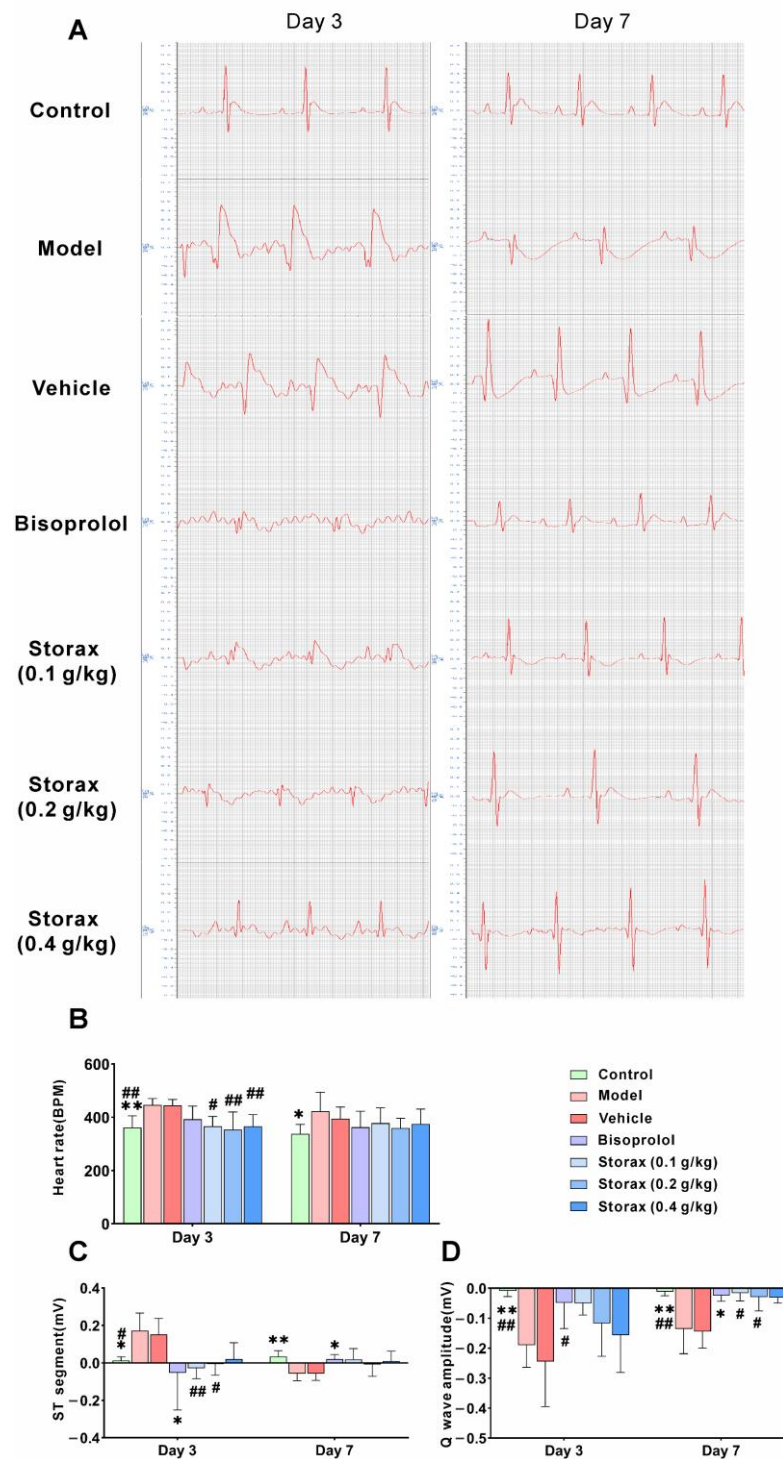 A
Day 3
Day 7
Control
Model
Vehicle
Bisoprolol
Storax
(0.1 g/kg)
Storax
(0.2 g/kg)
Storax
(0.4 g/kg)
B
Heart rate(BPM)
600
400
200
0
##
**
#
##
##
*
Day 3
Day 7
Control
Model
Vehicle
Bisoprolol
Storax (0.1 g/kg)
Storax (0.2 g/kg)
Storax (0.4 g/kg)
C
ST segment(mV)
0.4
0.2
0.0
−0.2
−0.4
#
*
*
##
#
**
*
Day 3
Day 7
D
Q wave amplitude(mV)
0.0
−0.1
−0.2
−0.3
−0.4
−0.5
**
##
#
**
##
*
#
#
Day 3
Day 7